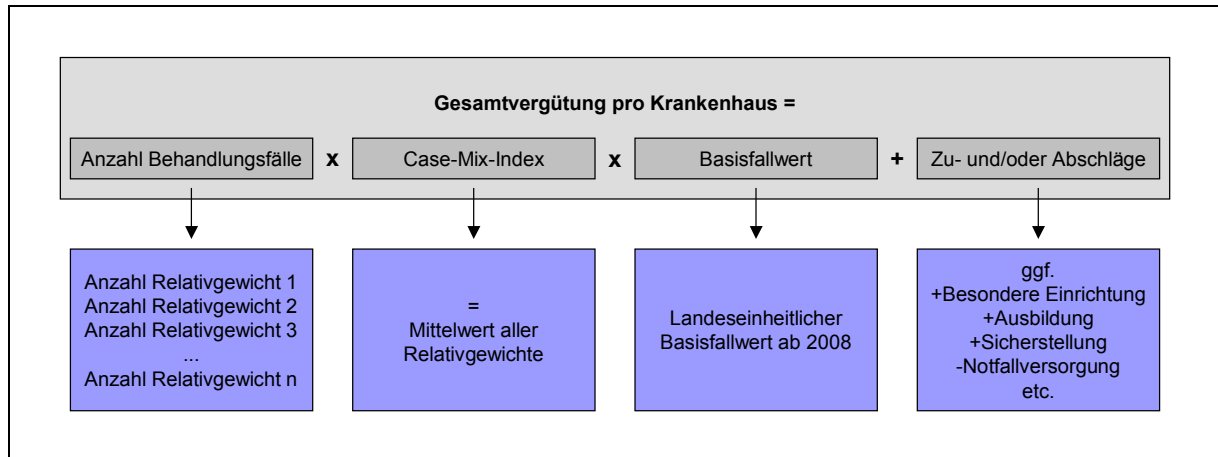 Gesamtvergütung pro Krankenhaus =
Anzahl Behandlungsfälle x Case-Mix-Index x Basisfallwert + Zu- und/oder Abschläge
Anzahl Relativgewicht 1
Anzahl Relativgewicht 2
Anzahl Relativgewicht 3
...
Anzahl Relativgewicht n
=
Mittelwert aller
Relativgewichte
Landeseinheitlicher
Basisfallwert ab 2008
ggf.
+Besondere Einrichtung
+Ausbildung
+Sicherstellung
-Notfallversorgung
etc.